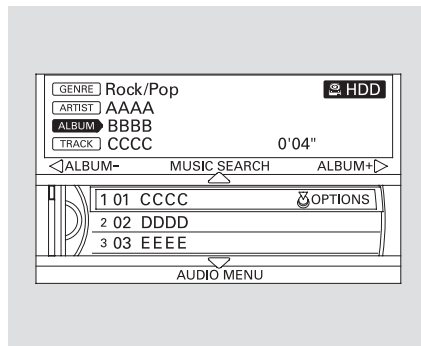 GENRE Rock/Pop HDD
ARTIST AAAA
ALBUM BBBB
TRACK CCCC 0'04"
ALBUM- MUSIC SEARCH ALBUM+
1 01 CCCC OPTIONS
2 02 DDDD
3 03 EEEE
AUDIO MENU